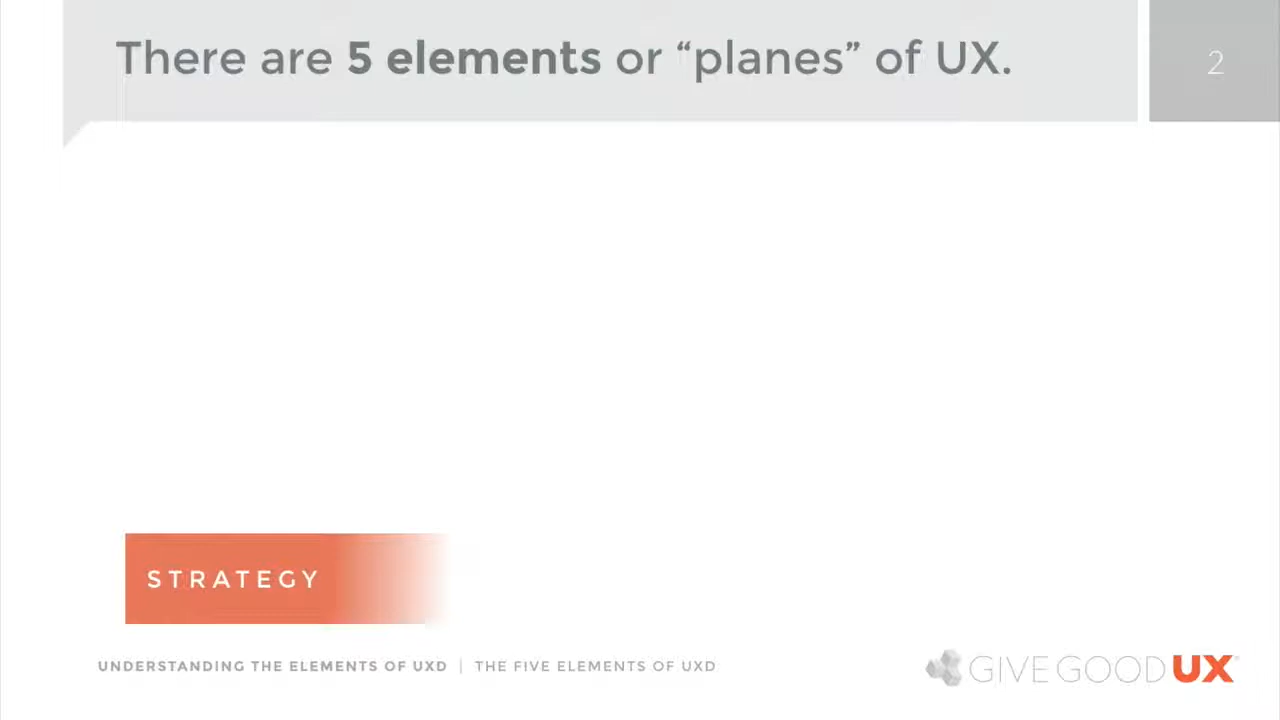 There are 5 elements or “planes” of UX.
2
STRATEGY
UNDERSTANDING THE ELEMENTS OF UXD | THE FIVE ELEMENTS OF UXD
GIVE GOOD UX